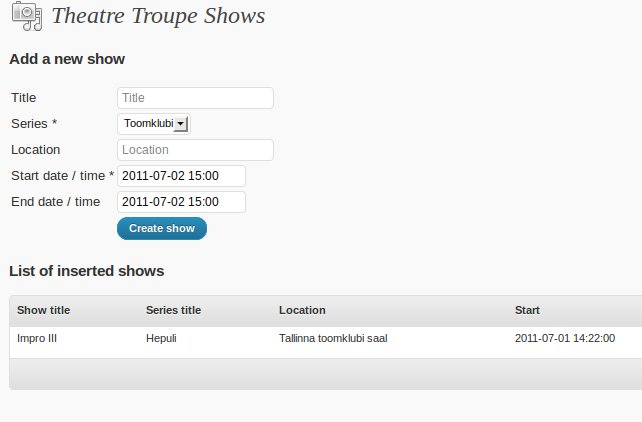 Theatre Troupe Shows
Add a new show
Title Title
Series * Toomklubi
Location Location
Start date / time * 2011-07-02 15:00
End date / time 2011-07-02 15:00
Create show
List of inserted shows
Show title Series title Location Start
Impro III Hepuli Tallinna toomklubi saal 2011-07-01 14:22:00